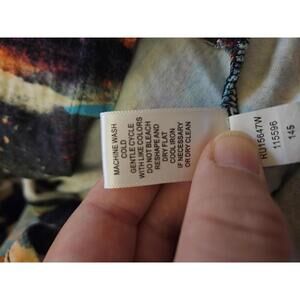 MACHINE WASH
COLD
GENTLE CYCLE
WITH LIKE COLORS
DO NOT BLEACH
RESHAPE AND
DRY FLAT
COOL IRON
IF NECESSARY
OR DRY CLEAN
RU15647W
115596
145